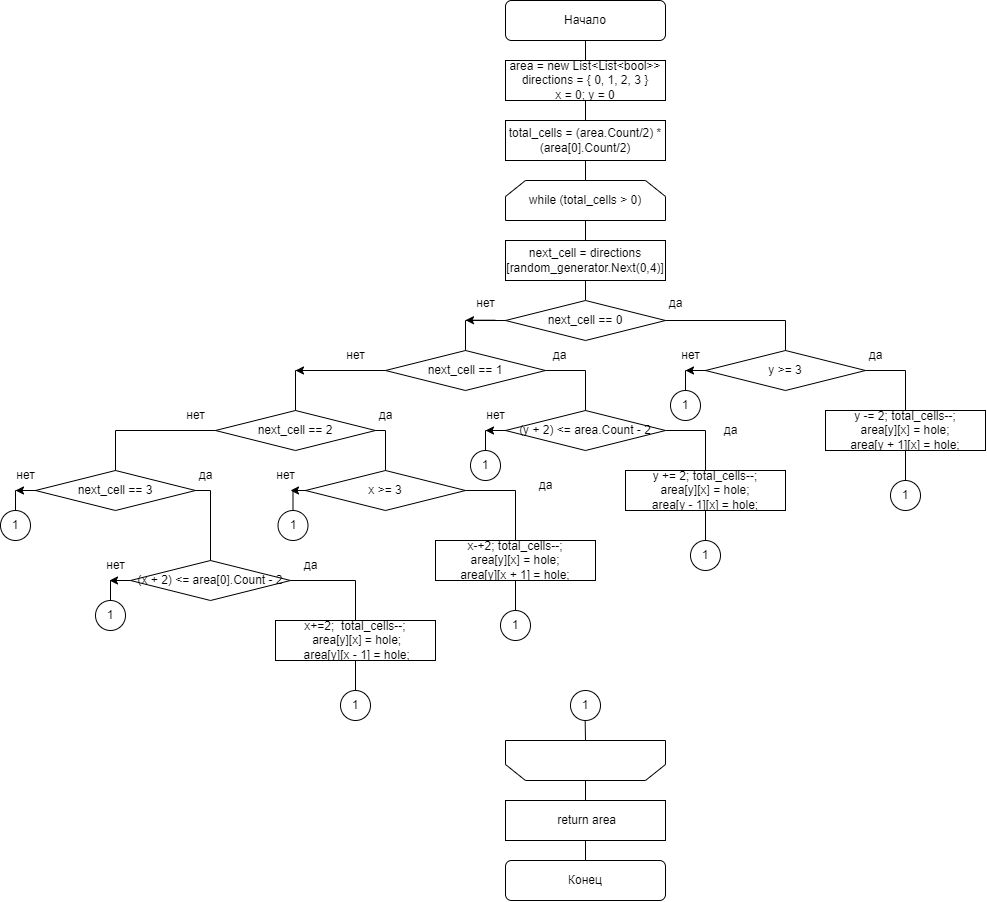 Начало
area = new List<List<bool>>
directions = { 0, 1, 2, 3 }
x = 0; y = 0
total_cells = (area.Count/2) *
(area[0].Count/2)
while (total_cells > 0)
next_cell = directions
[random_generator.Next(0,4)]
нет
да
next_cell == 0
нет
да
next_cell == 1
нет
да
y >= 3
1
нет
да
next_cell == 2
нет
да
(y + 2) <= area.Count - 2
y -= 2; total_cells--;
area[y][x] = hole;
area[y + 1][x] = hole;
1
1
нет
да
next_cell == 3
нет
да
x >= 3
y += 2; total_cells--;
area[y][x] = hole;
area[y - 1][x] = hole;
1
1
1
x-+2; total_cells--;
area[y][x] = hole;
area[y][x + 1] = hole;
1
нет
да
(x + 2) <= area[0].Count - 2
1
x+=2;  total_cells--;
area[y][x] = hole;
area[y][x - 1] = hole;
1
1
return area
Конец